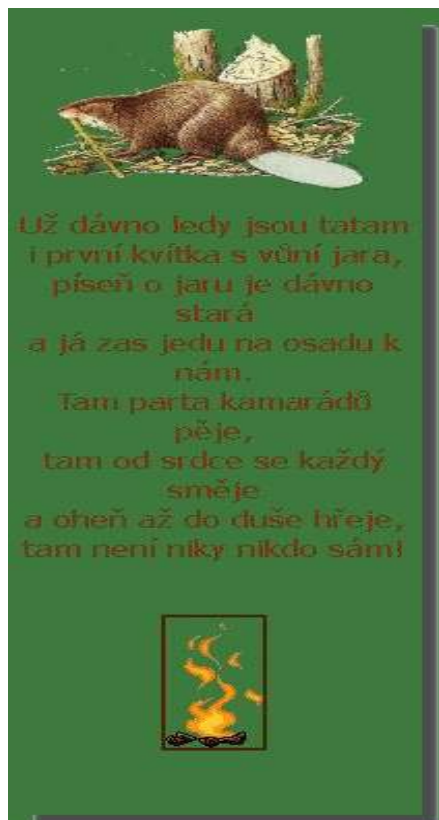 Už dávno ledy jsou tatam
i první kvítka s vůní jara,
píseň o jaru je dávno
stará
a já zas jedu na osadu k
nám.
Tam parta kamarádů
pěje,
tam od srdce se každý
směje
a oheň až do duše hřeje,
tam není niky nikdo sám!